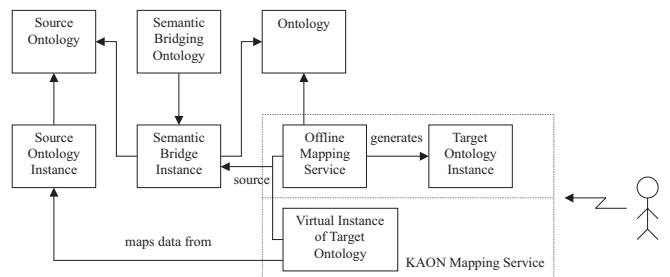 Source
Ontology
Semantic
Bridging
Ontology
Ontology
Source
Ontology
Instance
Semantic
Bridge
Instance
Offline
Mapping
Service
generates
Target
Ontology
Instance
source
Virtual Instance
of Target
Ontology
maps data from
KAON Mapping Service